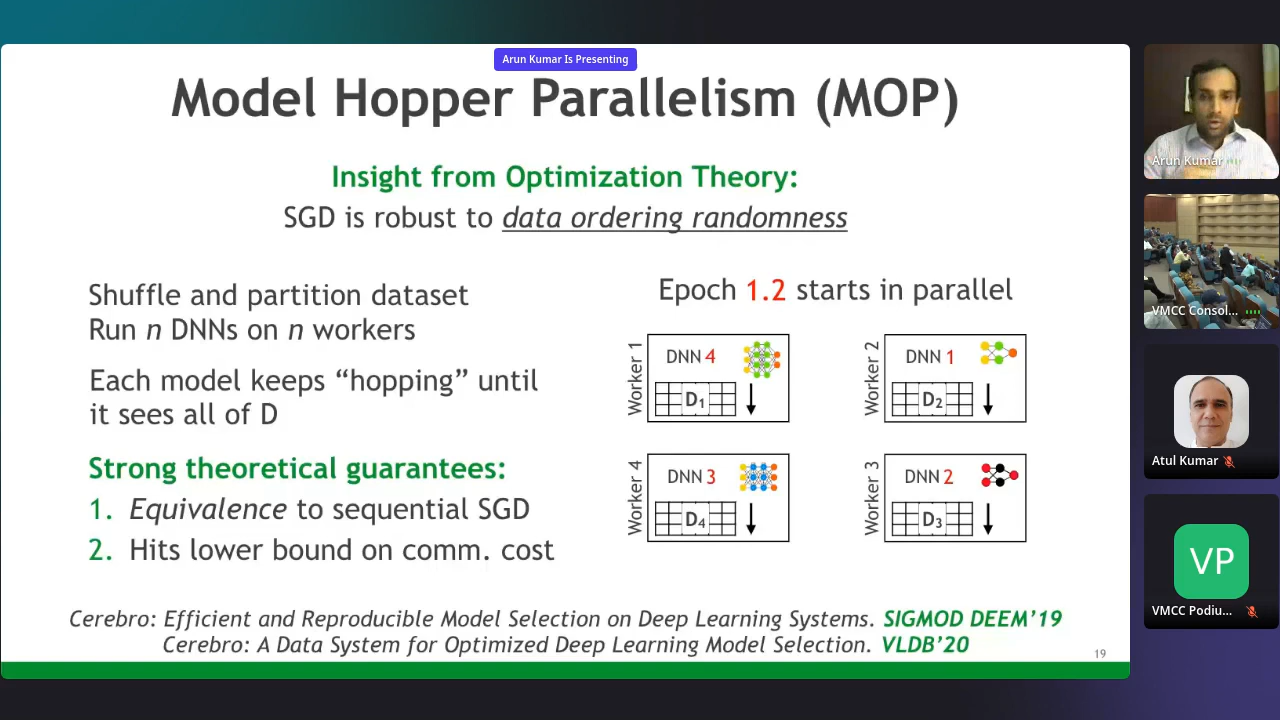 Arun Kumar Is Presenting
Model Hopper Parallelism (MOP)
Insight from Optimization Theory:
SGD is robust to data ordering randomness
Shuffle and partition dataset
Run n DNNs on n workers
Each model keeps “hopping” until
it sees all of D
Strong theoretical guarantees:
1. Equivalence to sequential SGD
2. Hits lower bound on comm. cost
Epoch 1.2 starts in parallel
Worker 1
DNN 4
D1
Worker 2
DNN 1
D2
Worker 4
DNN 3
D4
Worker 3
DNN 2
D3
Cerebro: Efficient and Reproducible Model Selection on Deep Learning Systems. SIGMOD DEEM’19
Cerebro: A Data System for Optimized Deep Learning Model Selection. VLDB’20
19
Arun Kumar
VMCC Consol...
Atul Kumar
VP
VMCC Podiu...